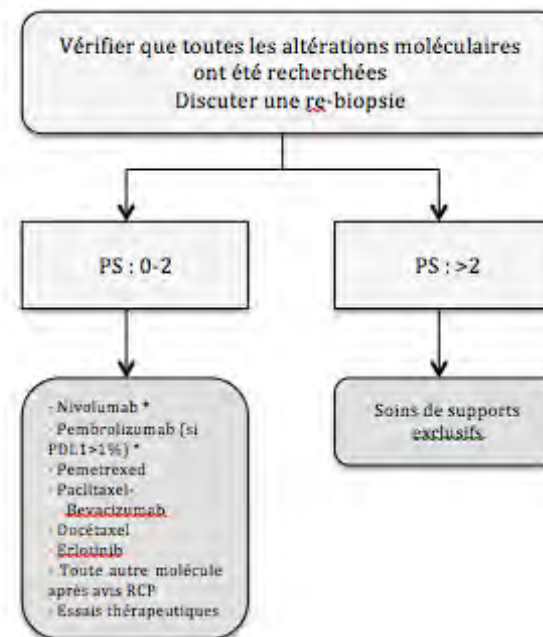 Vérifier que toutes les altérations moléculaires
ont été recherchées
Discuter une re-biopsie
PS : 0-2
PS : >2
· Nivolumab *
· Pembrolizumab (si
PDL1>1%) *
· Pemetrexed
· Paclitaxel-
Bevacizumab
· Docétaxel
· Erlotinib
· Toute autre molécule
après avis RCP
· Essais thérapeutiques
Soins de supports
exclusifs